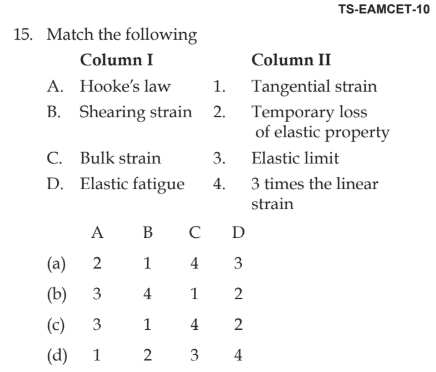 TS-EAMCET-10
15. Match the following
Column I Column II
A. Hooke's law 1. Tangential strain
B. Shearing strain 2. Temporary loss
of elastic property
C. Bulk strain 3. Elastic limit
D. Elastic fatigue 4. 3 times the linear
strain
A B C D
(a) 2 1 4 3
(b) 3 4 1 2
(c) 3 1 4 2
(d) 1 2 3 4